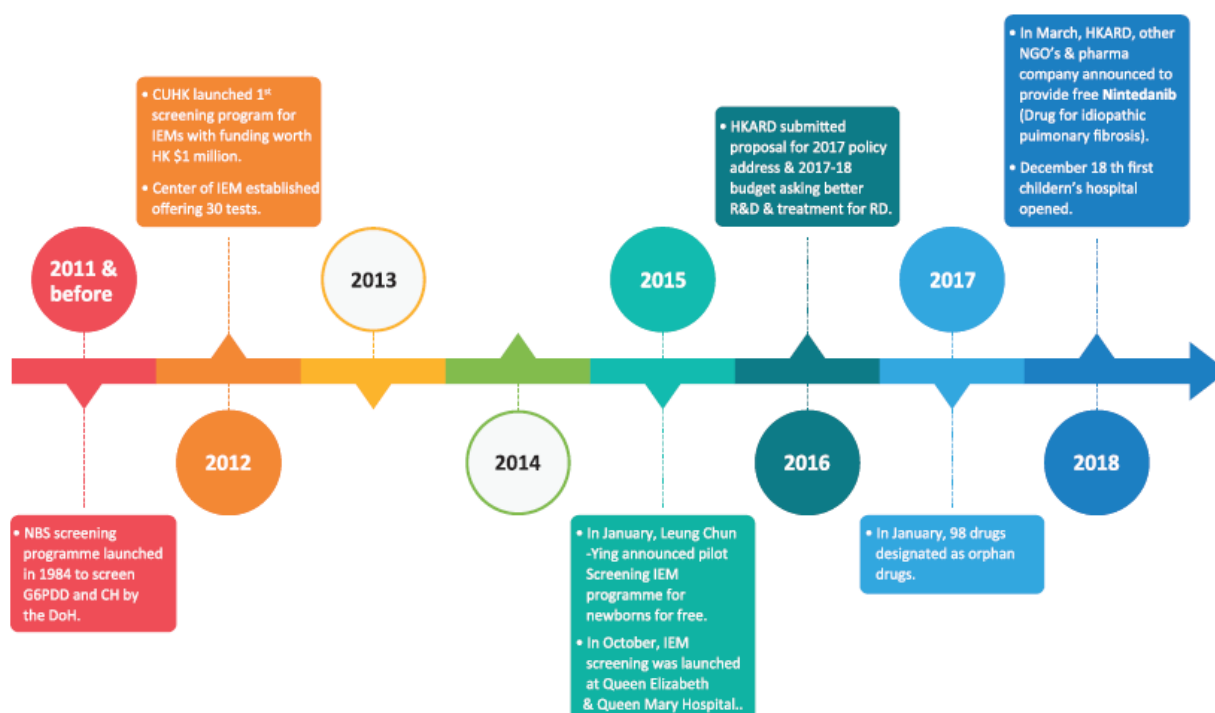 2011 &
before
• NBS screening
programme launched
in 1984 to screen
G6PDD and CH by
the DoH.
• CUHK launched 1st
screening program for
IEMs with funding worth
HK $1 million.
• Center of IEM established
offering 30 tests.
2012
2013
2014
2015
• In January, Leung Chun
-Ying announced pilot
Screening IEM
programme for
newborns for free.
• In October, IEM
screening was launched
at Queen Elizabeth
& Queen Mary Hospital..
• HKARD submitted
proposal for 2017 policy
address & 2017-18
budget asking better
R&D & treatment for RD.
2016
2017
• In January, 98 drugs
designated as orphan
drugs.
• In March, HKARD, other
NGO's & pharma
company announced to
provide free Nintedanib
(Drug for idiopathic
pulmonary fibrosis).
• December 18 th first
childern's hospital
opened.
2018